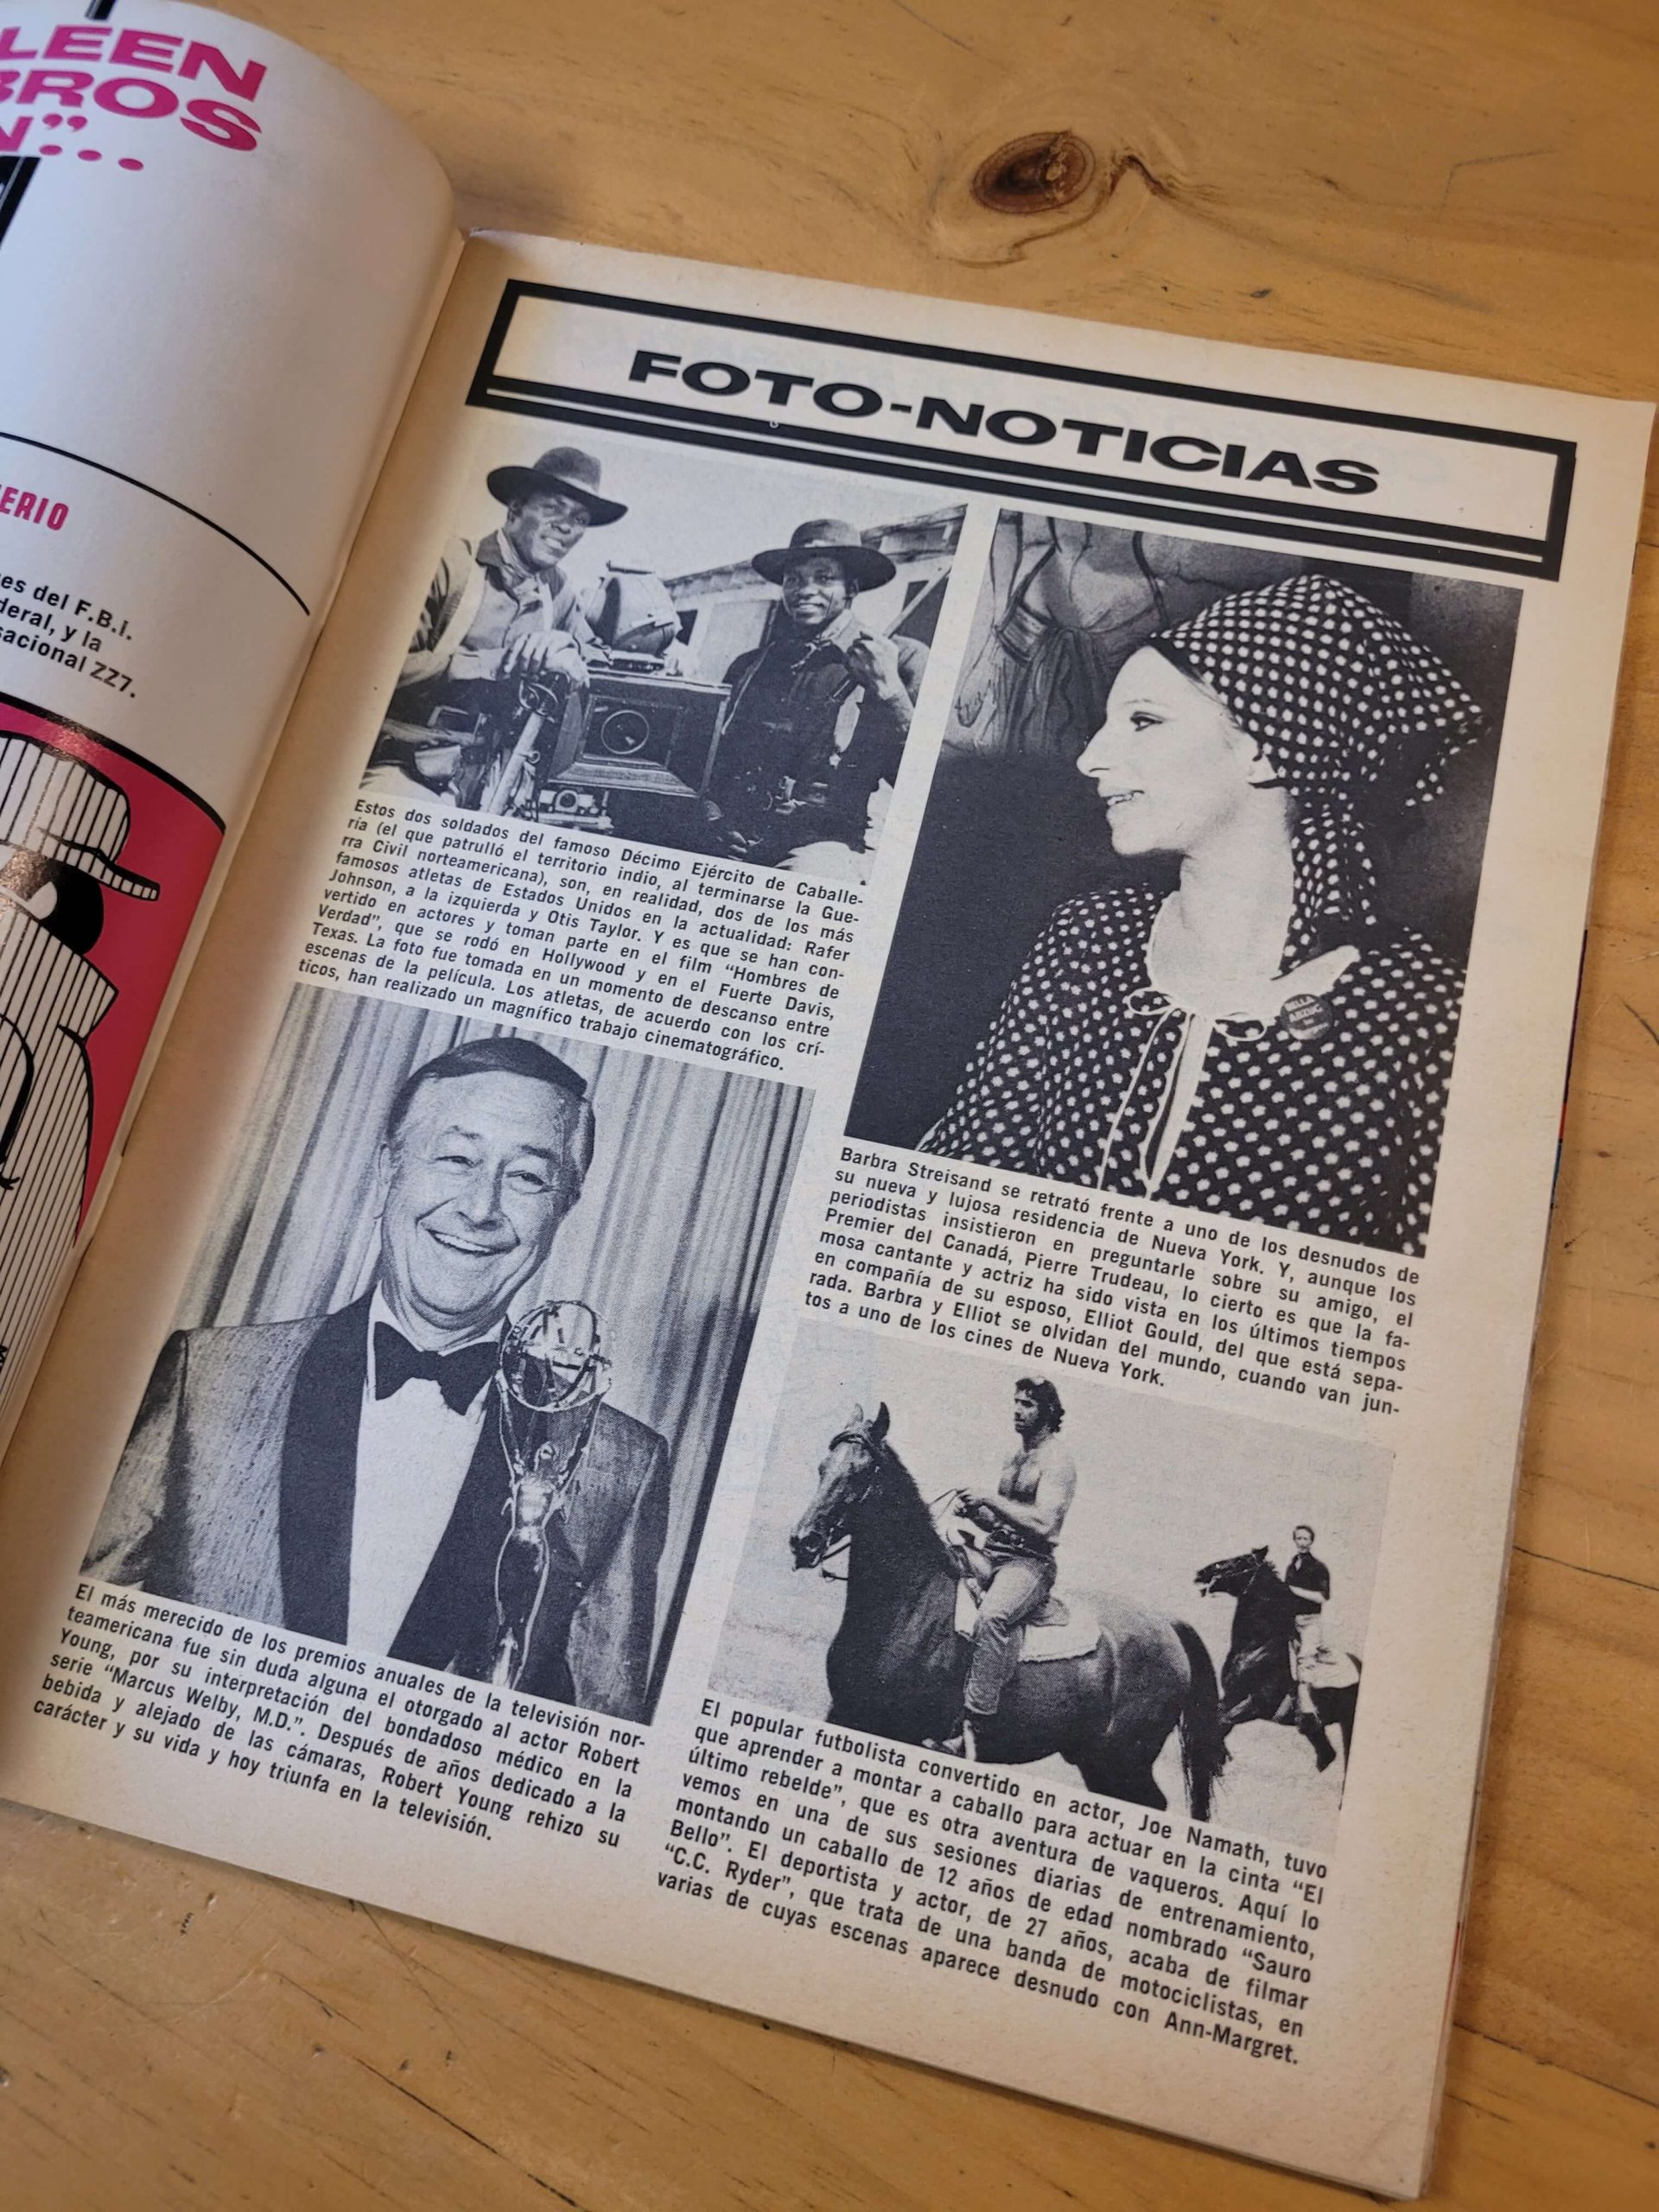 LEEN
BROS
N”...
ERIO
es del F.B.I.
deral, y la
sacional ZZ7.
FOTO-NOTICIAS
Estos dos soldados del famoso Décimo Ejército de Caballe-
ría (el que patrulló el territorio indio, al terminarse la Gue-
rra Civil norteamericana), son, en realidad, dos de los más
famosos atletas de Estados Unidos en la actualidad: Rafer
Johnson, a la izquierda y Otis Taylor. Y es que se han con-
vertido en actores y toman parte en el film “Hombres de
Verdad”, que se rodó en Hollywood y en el Fuerte Davis,
Texas. La foto fue tomada en un momento de descanso entre
escenas de la película. Los atletas, de acuerdo con los crí-
ticos, han realizado un magnífico trabajo cinematográfico.
BELLA
ABZUG
Barbra Streisand se retrató frente a uno de los desnudos de
su nueva y lujosa residencia de Nueva York. Y, aunque los
periodistas insistieron en preguntarle sobre su amigo, el
Premier del Canadá, Pierre Trudeau, lo cierto es que la fa-
mosa cantante y actriz ha sido vista en los últimos tiempos
en compañía de su esposo, Elliot Gould, del que está sepa-
rada. Barbra y Elliot se olvidan del mundo, cuando van jun-
tos a uno de los cines de Nueva York.
El más merecido de los premios anuales de la televisión nor-
teamericana fue sin duda alguna el otorgado al actor Robert
Young, por su interpretación del bondadoso médico en la
serie “Marcus Welby, M.D.”. Después de años dedicado a la
bebida y alejado de las cámaras, Robert Young rehizo su
carácter y su vida y hoy triunfa en la televisión.
El popular futbolista convertido en actor, Joe Namath, tuvo
que aprender a montar a caballo para actuar en la cinta “El
último rebelde”, que es otra aventura de vaqueros. Aquí lo
vemos en una de sus sesiones diarias de entrenamiento,
montando un caballo de 12 años de edad nombrado “Sauro
Bello”. El deportista y actor, de 27 años, acaba de filmar
“C.C. Ryder”, que trata de una banda de motociclistas, en
varias de cuyas escenas aparece desnudo con Ann-Margret.